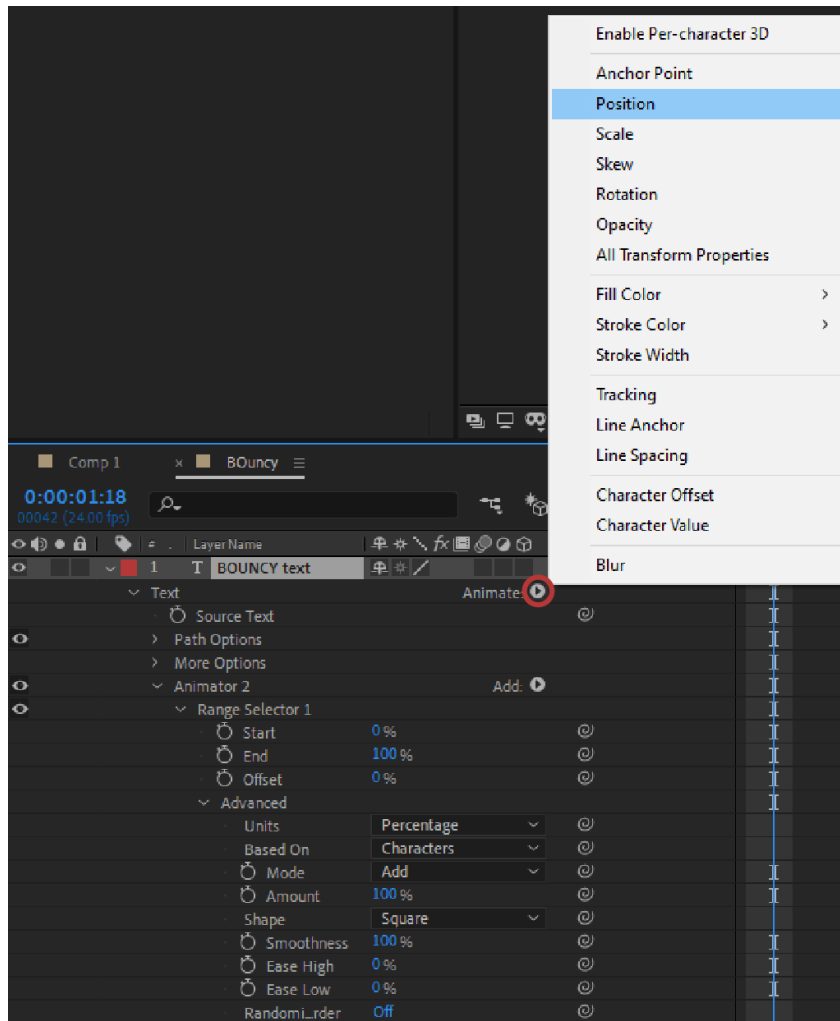 Enable Per-character 3D
Anchor Point
Position
Scale
Skew
Rotation
Opacity
All Transform Properties
Fill Color
Stroke Color
Stroke Width
Tracking
Line Anchor
Line Spacing
Character Offset
Character Value
Blur
Comp 1 × BOuncy
0:00:01:18
00042 (24.00 fps)
Layer Name
1 T BOUNCY text
Text Animate:
Source Text
Path Options
More Options
Animator 2 Add:
Range Selector 1
Start 0 %
End 100 %
Offset 0 %
Advanced
Units Percentage
Based On Characters
Mode Add
Amount 100 %
Shape Square
Smoothness 100 %
Ease High 0 %
Ease Low 0 %
Randomi...rder Off